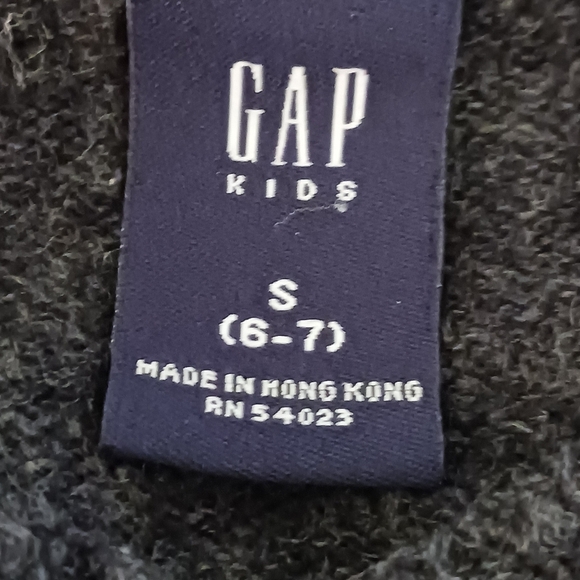 GAP
KIDS
S
(6-7)
MADE IN HONG KONG
RN 54023